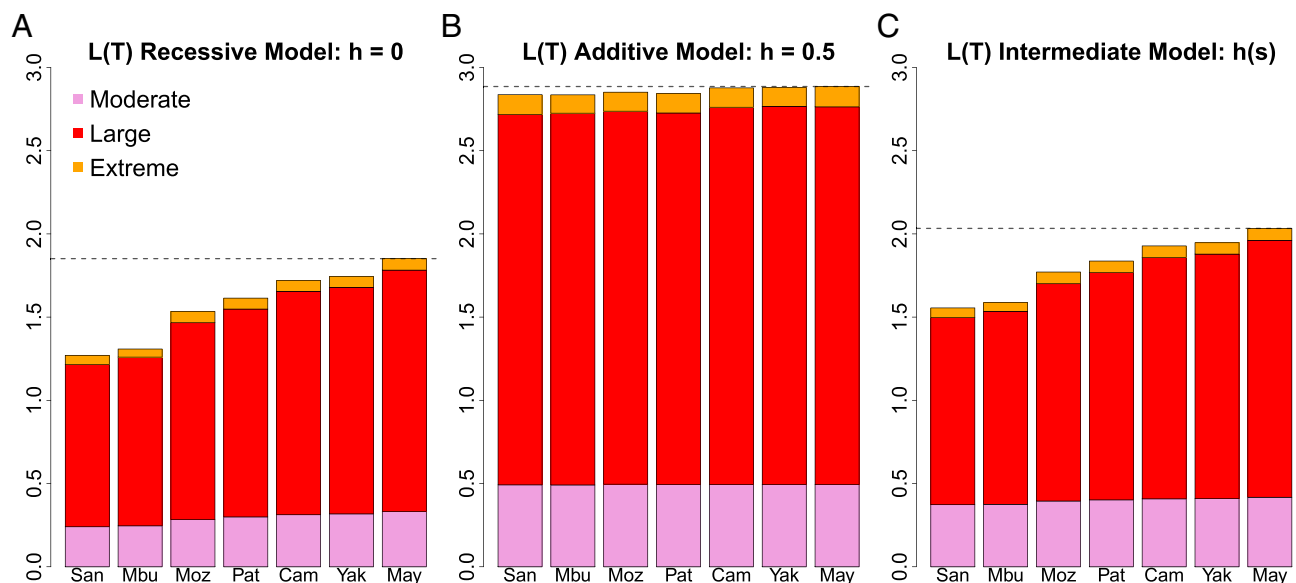 A
L(T) Recessive Model: h = 0
3.0
2.5
2.0
1.5
1.0
0.5
0.0
Moderate
Large
Extreme
San Mbu Moz Pat Cam Yak May
B
L(T) Additive Model: h = 0.5
3.0
2.5
2.0
1.5
1.0
0.5
0.0
San Mbu Moz Pat Cam Yak May
C
L(T) Intermediate Model: h(s)
3.0
2.5
2.0
1.5
1.0
0.5
0.0
San Mbu Moz Pat Cam Yak May